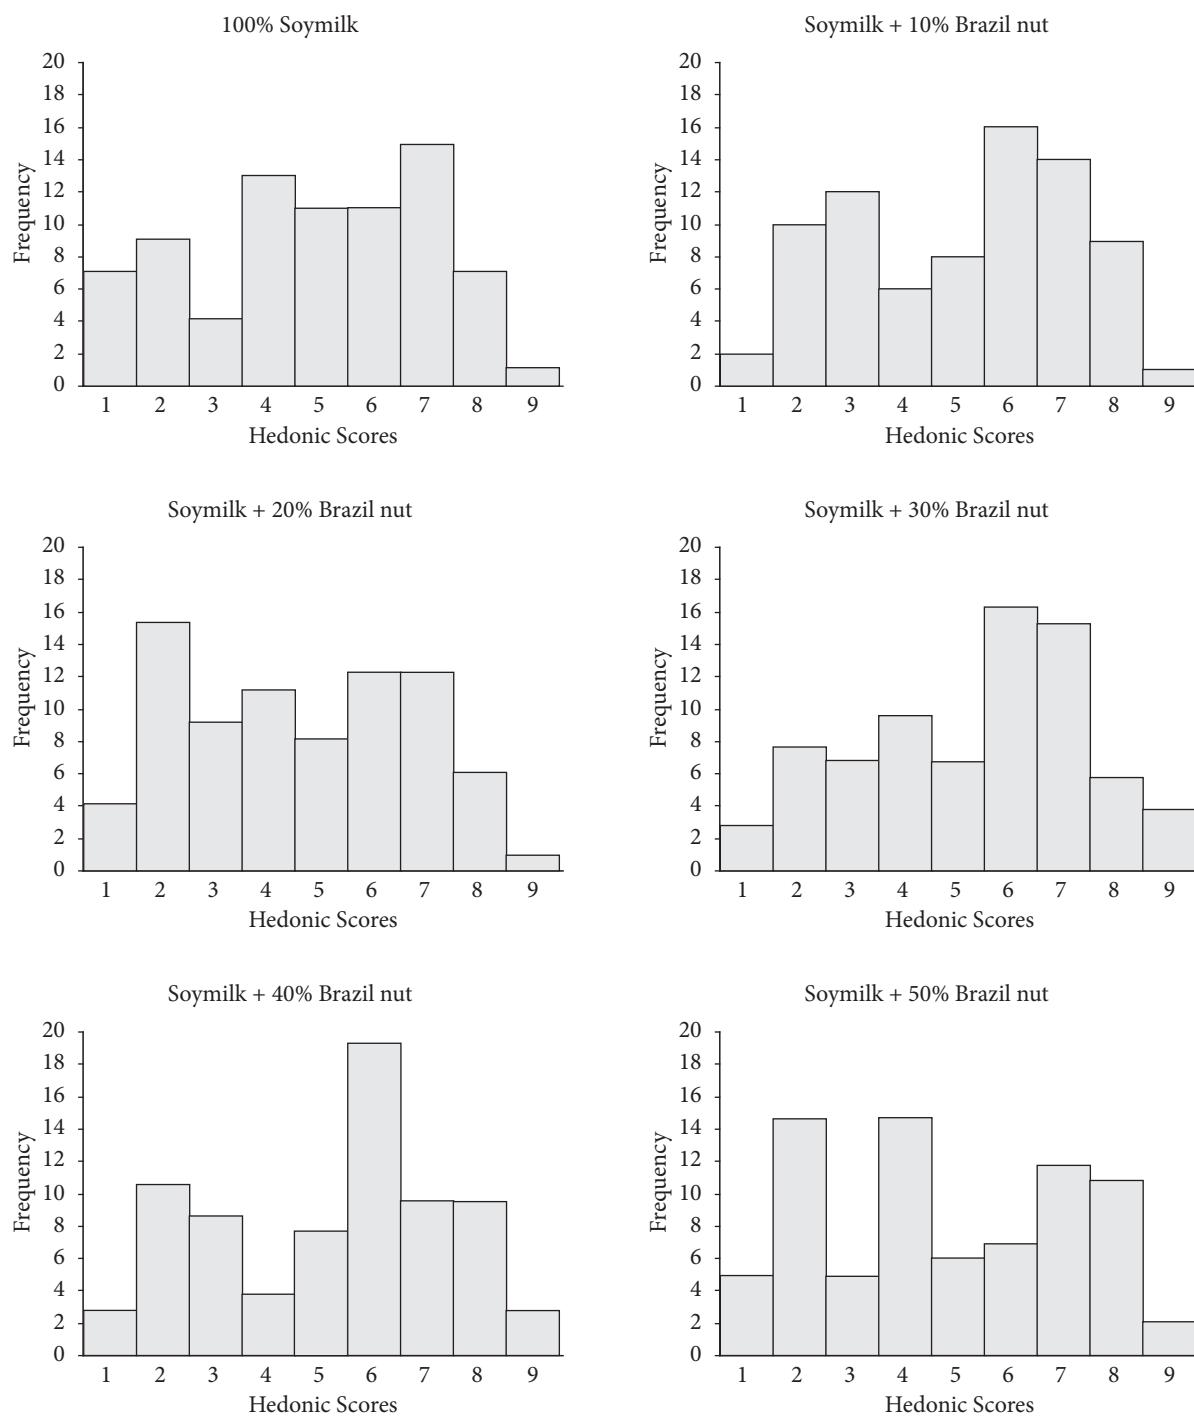 100% Soymilk
20
18
16
14
12
10
8
6
4
2
0
Frequency
1 2 3 4 5 6 7 8 9
Hedonic Scores
Soymilk + 10% Brazil nut
20
18
16
14
12
10
8
6
4
2
0
Frequency
1 2 3 4 5 6 7 8 9
Hedonic Scores
Soymilk + 20% Brazil nut
20
18
16
14
12
10
8
6
4
2
0
Frequency
1 2 3 4 5 6 7 8 9
Hedonic Scores
Soymilk + 30% Brazil nut
20
18
16
14
12
10
8
6
4
2
0
Frequency
1 2 3 4 5 6 7 8 9
Hedonic Scores
Soymilk + 40% Brazil nut
20
18
16
14
12
10
8
6
4
2
0
Frequency
1 2 3 4 5 6 7 8 9
Hedonic Scores
Soymilk + 50% Brazil nut
20
18
16
14
12
10
8
6
4
2
0
Frequency
1 2 3 4 5 6 7 8 9
Hedonic Scores